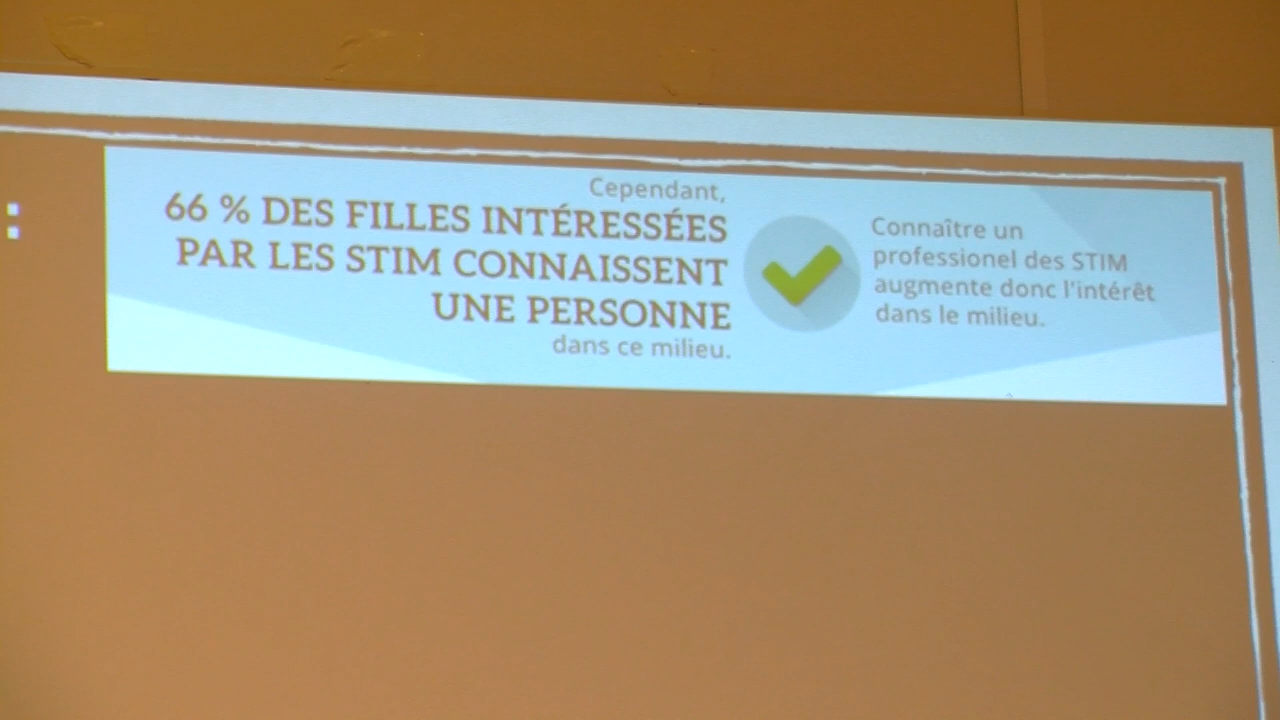 :
Cependant,
66 % DES FILLES INTÉRESSÉES
PAR LES STIM CONNAISSENT
UNE PERSONNE
dans ce milieu.
Connaître un
professionel des STIM
augmente donc l'intérêt
dans le milieu.